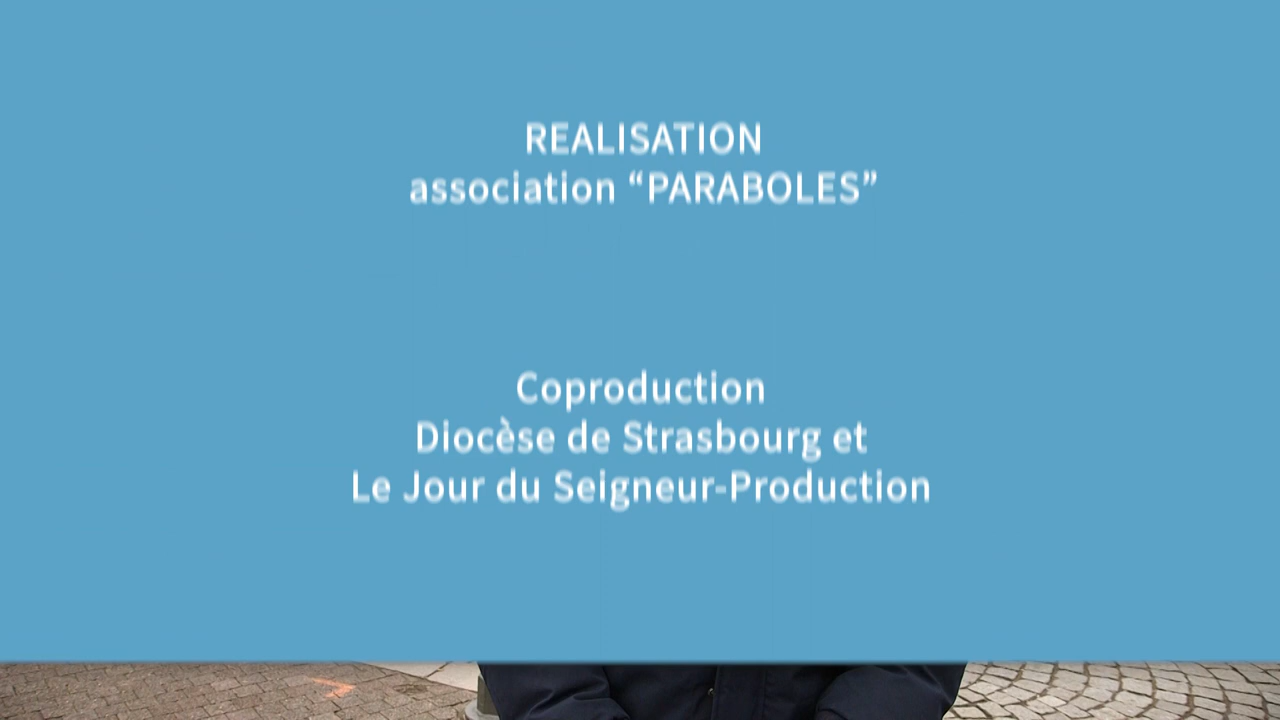 REALISATION
association “PARABOLES”
Coproduction
Diocèse de Strasbourg et
Le Jour du Seigneur-Production